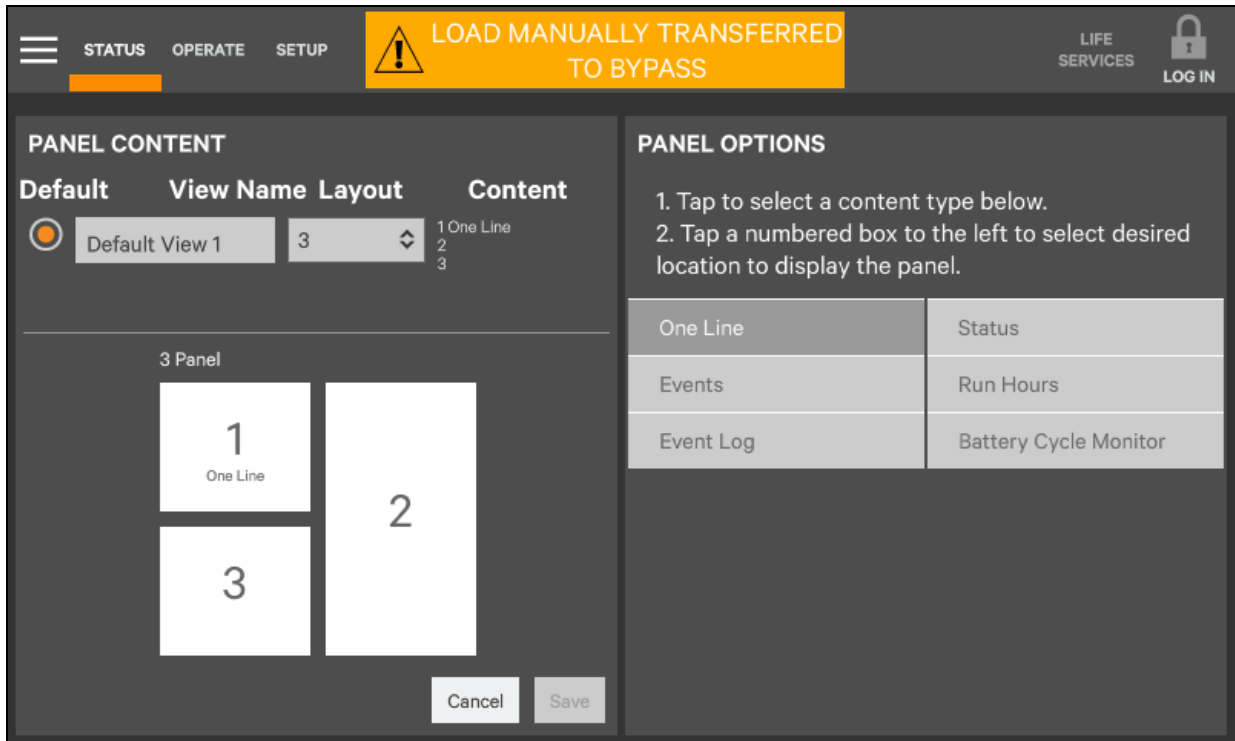 STATUS OPERATE SETUP
LOAD MANUALLY TRANSFERRED
TO BYPASS
LIFE
SERVICES
LOG IN
PANEL CONTENT
Default View Name Layout Content
Default View 1 3
1 One Line
2
3
3 Panel
1
One Line
2
3
Cancel Save
PANEL OPTIONS
1. Tap to select a content type below.
2. Tap a numbered box to the left to select desired
location to display the panel.
One Line Status
Events Run Hours
Event Log Battery Cycle Monitor